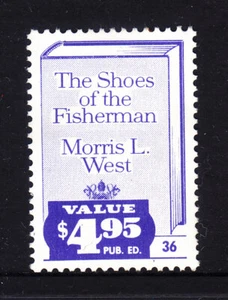 The Shoes
of the
Fisherman
Morris L.
West
VALUE
$4.95
PUB. ED.
36